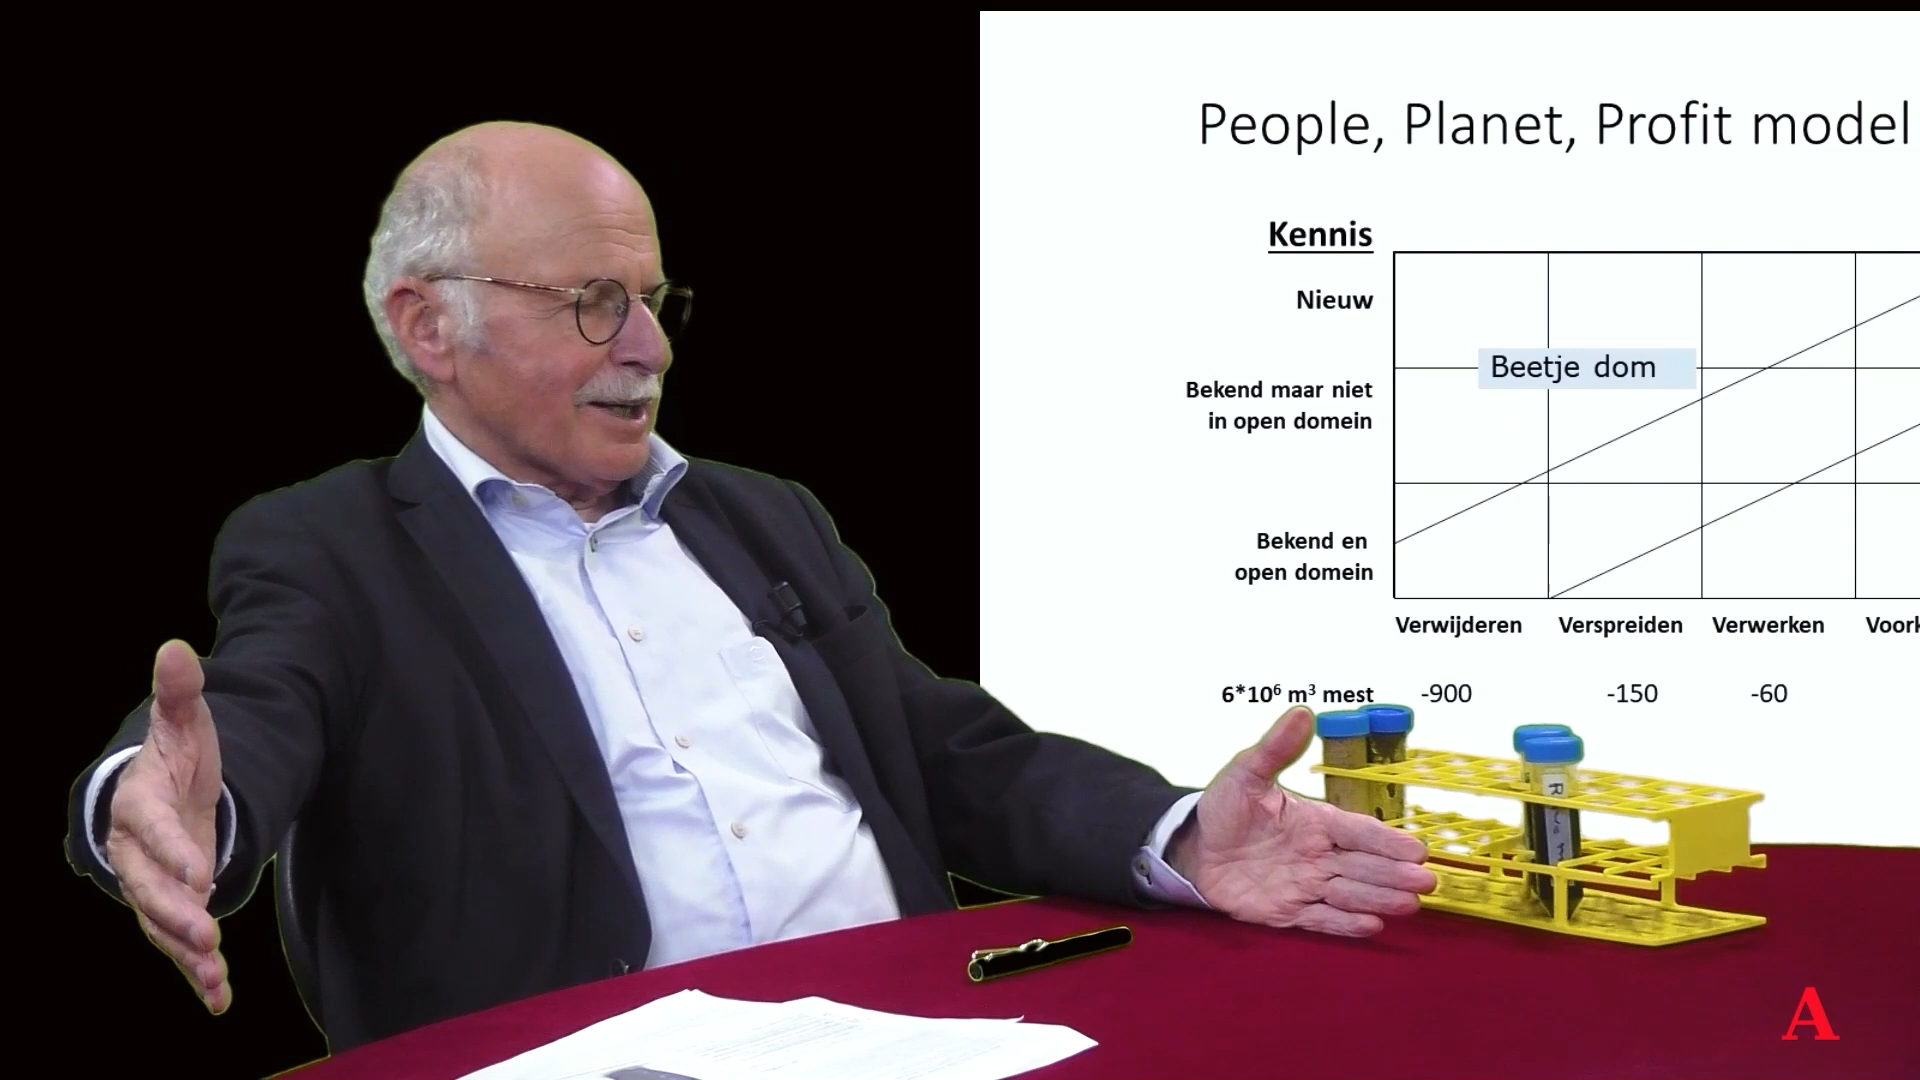 People, Planet, Profit model
Kennis
Nieuw
Beetje dom
Bekend maar niet
in open domein
Bekend en
open domein
Verwijderen Verspreiden Verwerken Voork
6*10⁶ m³ mest -900 -150 -60
A